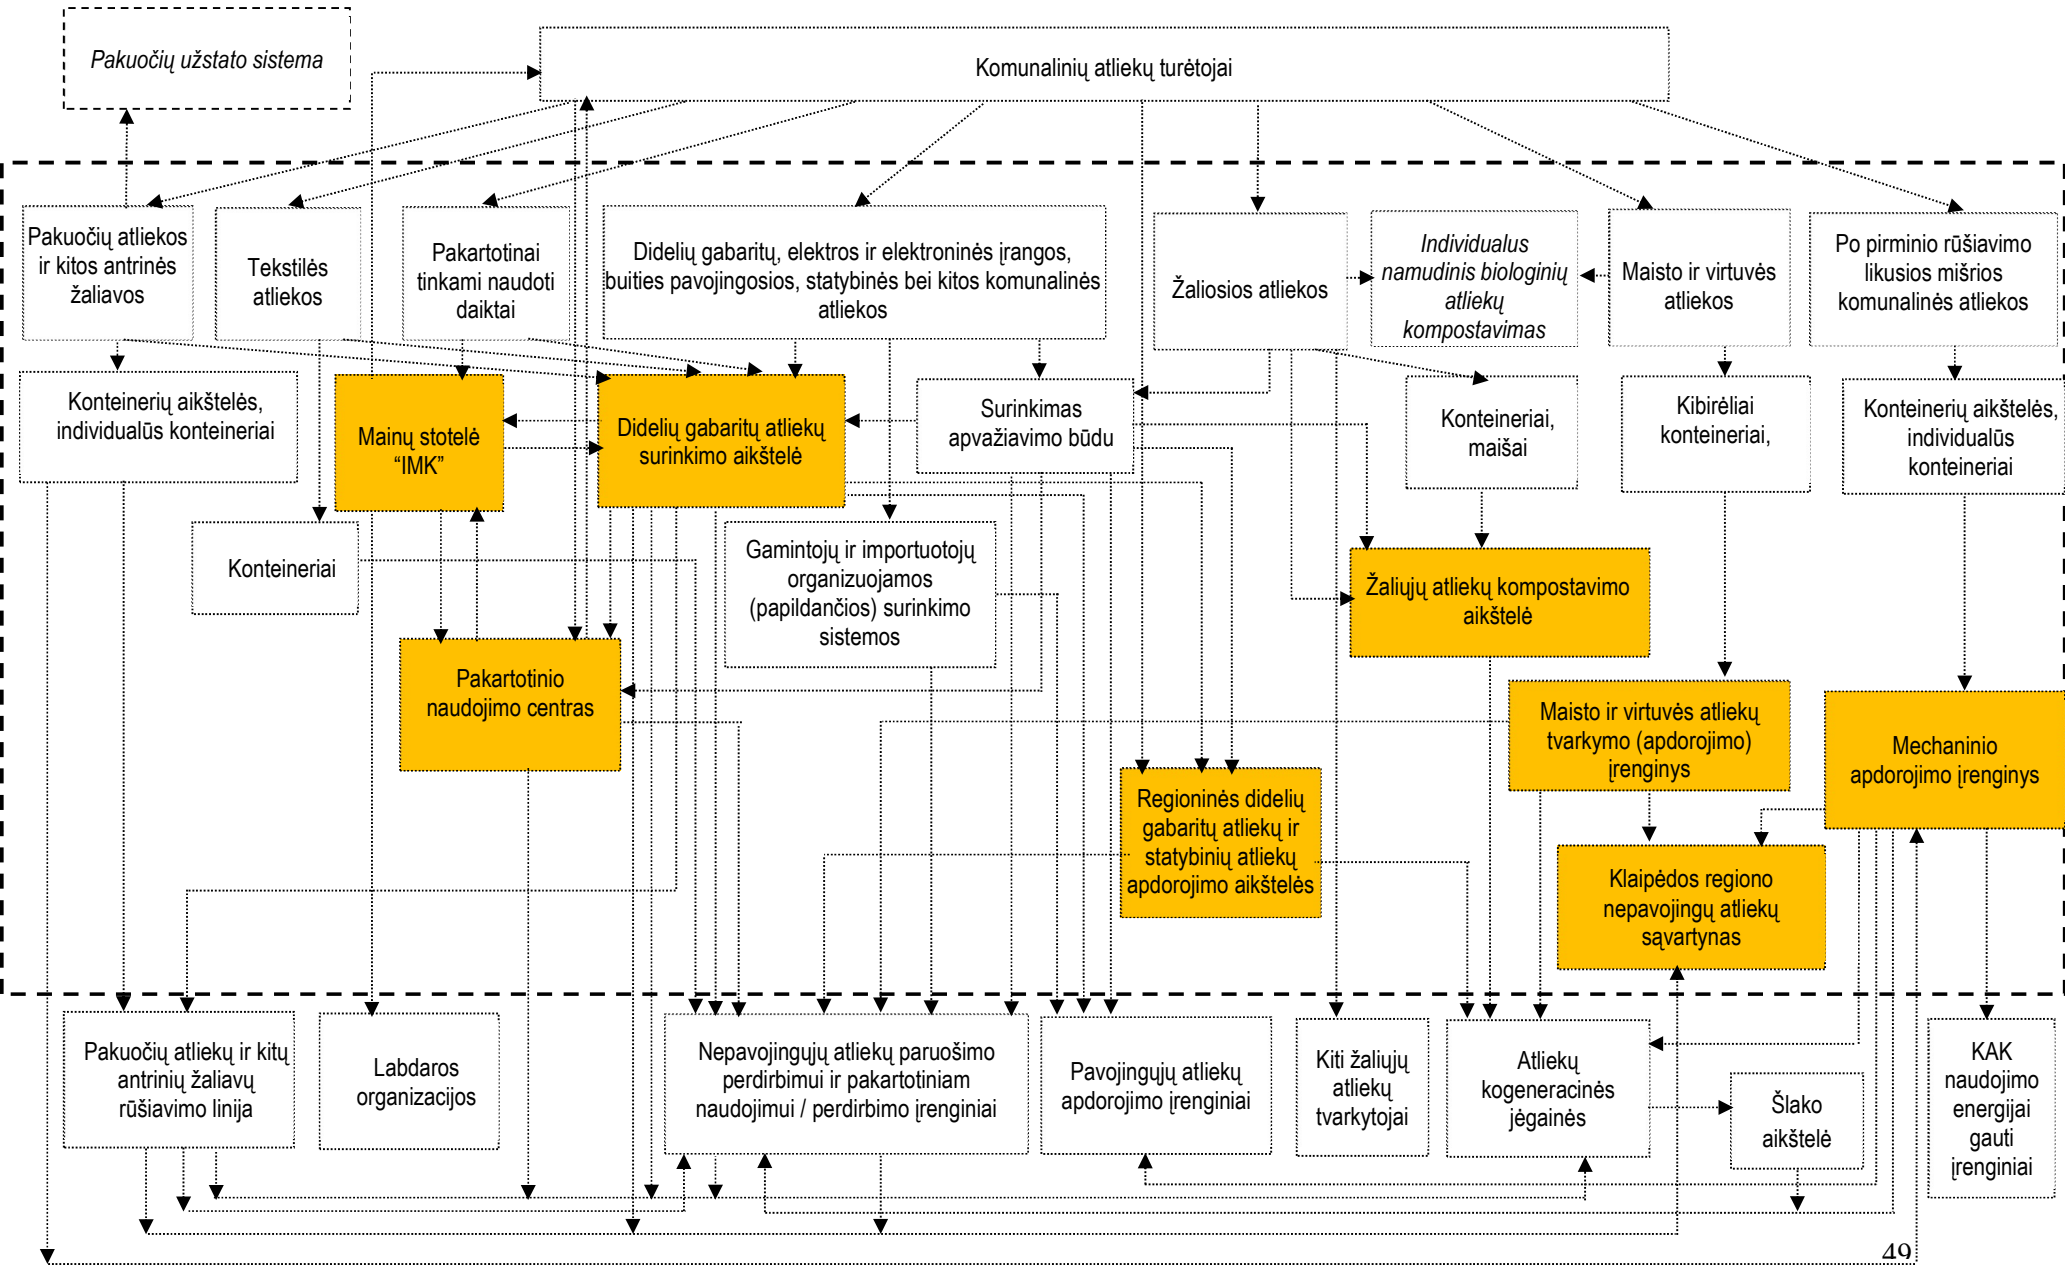 Pakuočių užstato sistema
Komunalinių atliekų turėtojai
Pakuočių atliekos
ir kitos antrinės
žaliavos
Tekstilės
atliekos
Pakartotinai
tinkami naudoti
daiktai
Didelių gabaritų, elektros ir elektroninės įrangos,
buities pavojingosios, statybinės bei kitos komunalinės
atliekos
Žaliosios atliekos
Individualus
namudinis biologinių
atliekų
kompostavimas
Maisto ir virtuvės
atliekos
Po pirminio rūšiavimo
likusios mišrios
komunalinės atliekos
Konteinerių aikštelės,
individualūs konteineriai
Mainų stotelė
“IMK”
Didelių gabaritų atliekų
surinkimo aikštelė
Surinkimas
apvažiavimo būdu
Konteineriai,
maišai
Kibirėliai
konteineriai,
Konteinerių aikštelės,
individualūs
konteineriai
Konteineriai
Gamintojų ir importuotojų
organizuojamos
(papildančios) surinkimo
sistemos
Žaliųjų atliekų kompostavimo
aikštelė
Pakartotinio
naudojimo centras
Maisto ir virtuvės atliekų
tvarkymo (apdorojimo)
įrenginys
Mechaninio
apdorojimo įrenginys
Regioninės didelių
gabaritų atliekų ir
statybinių atliekų
apdorojimo aikštelės
Klaipėdos regiono
nepavojingų atliekų
sąvartynas
Pakuočių atliekų ir kitų
antrinių žaliavų
rūšiavimo linija
Labdaros
organizacijos
Nepavojingųjų atliekų paruošimo
perdirbimui ir pakartotiniam
naudojimui / perdirbimo įrenginiai
Pavojingųjų atliekų
apdorojimo įrenginiai
Kiti žaliųjų
atliekų
tvarkytojai
Atliekų
kogeneracinės
jėgainės
Šlako
aikštelė
KAK
naudojimo
energijai
gauti
įrenginiai
49